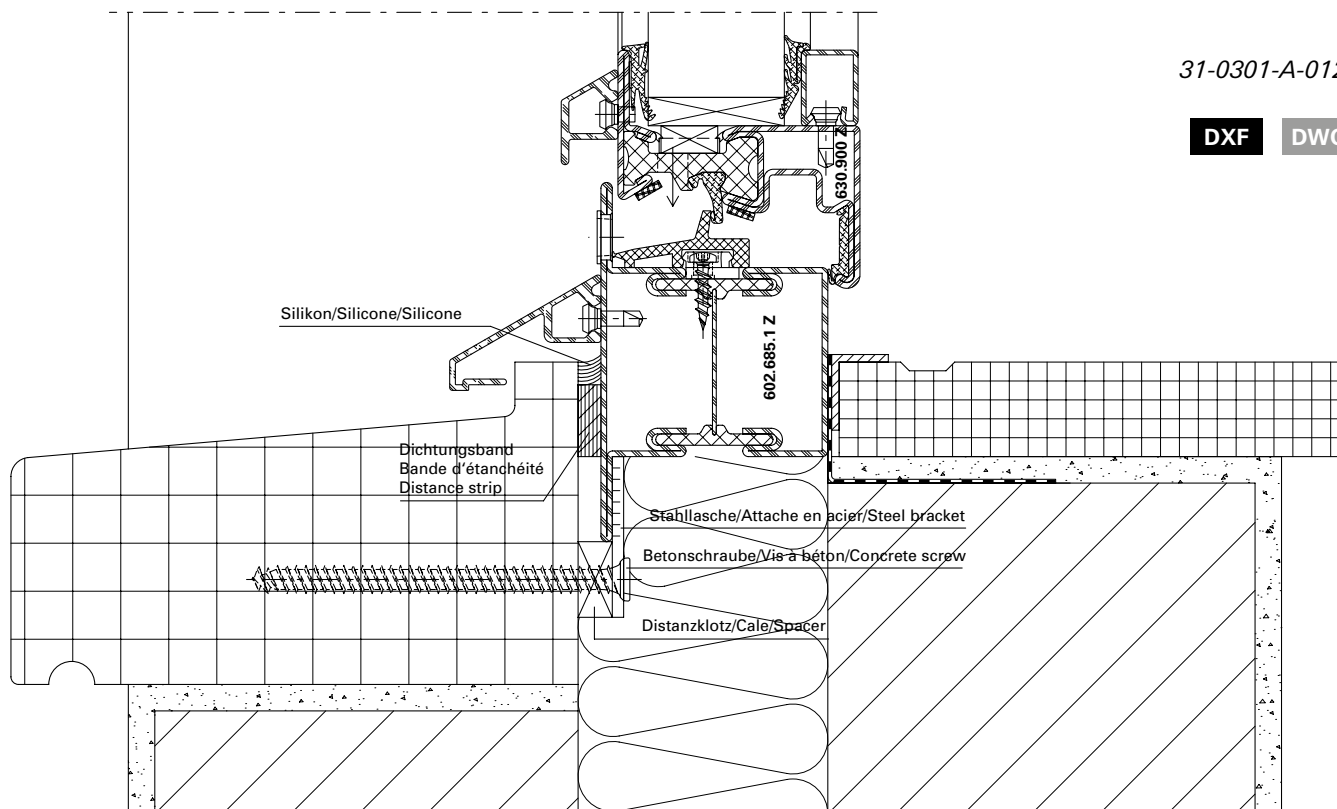 31-0301-A-012
DXF
DWG
630.900 Z
Silikon/Silicone/Silicone
602.685.1 Z
Dichtungsband
Bande d'étanchéité
Distance strip
Stahllasche/Attache en acier/Steel bracket
Betonschraube/Vis à béton/Concrete screw
Distanzklotz/Cale/Spacer